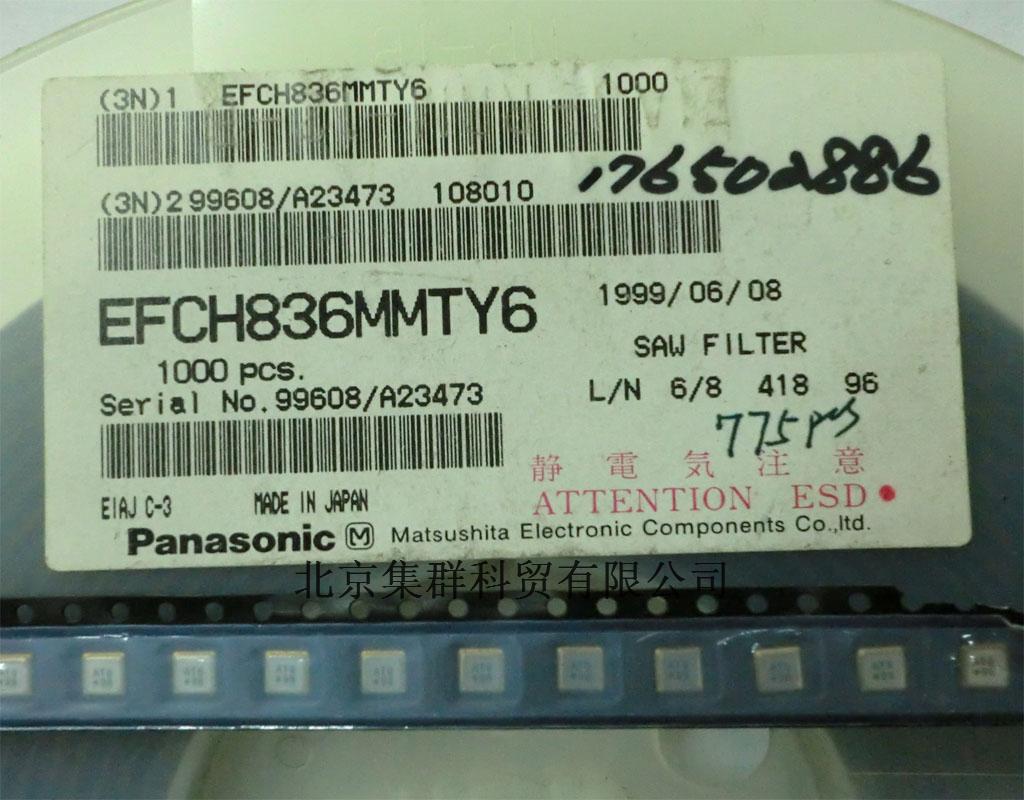 (3N)1 EFCH836MMTY6 1000
(3N)2 99608/A23473 108010
176502886
EFCH836MMTY6 1999/06/08
1000 pcs. SAW FILTER
Serial No.99608/A23473 L/N 6/8 418 96
775pcs
静電気注意
ATTENTION ESD
EIAJ C-3 MADE IN JAPAN
Panasonic M Matsushita Electronic Components Co.,ltd.
北京集群科贸有限公司